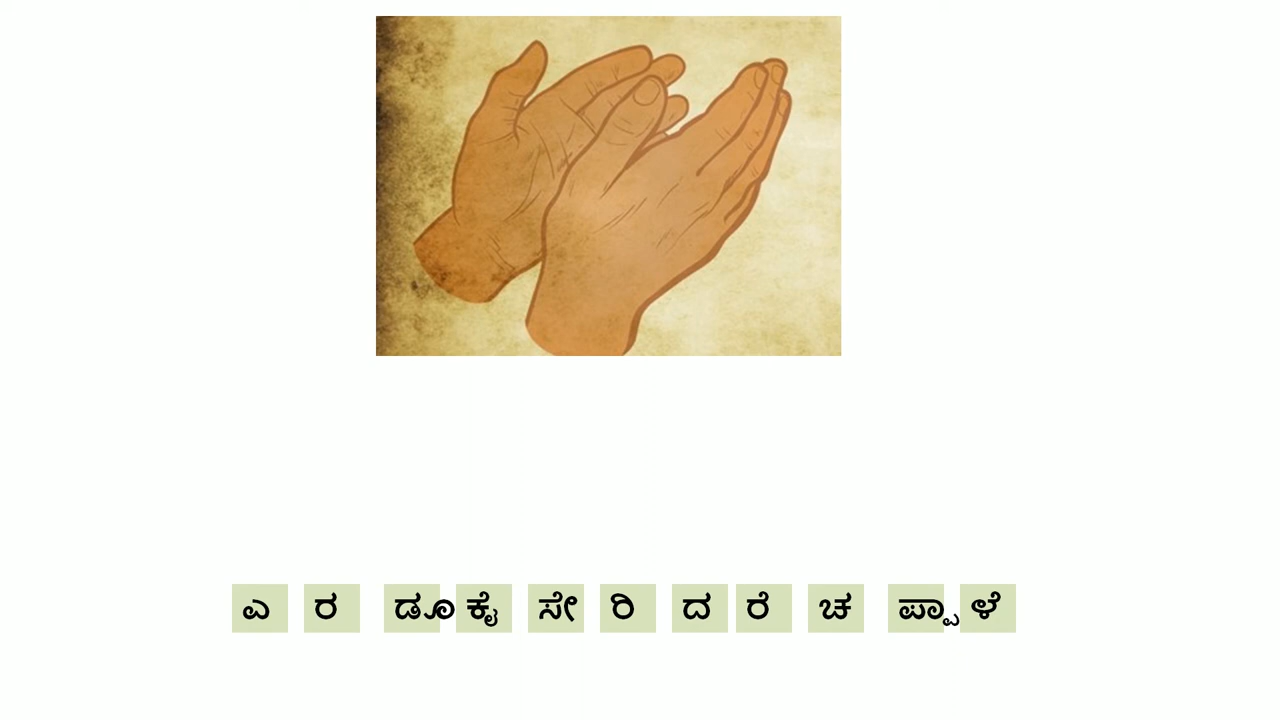 ಎ ರ ಡೂ ಕೈ ಸೇ ರಿ ದ ರೆ ಚ ಪ್ಪಾ ಳೆ